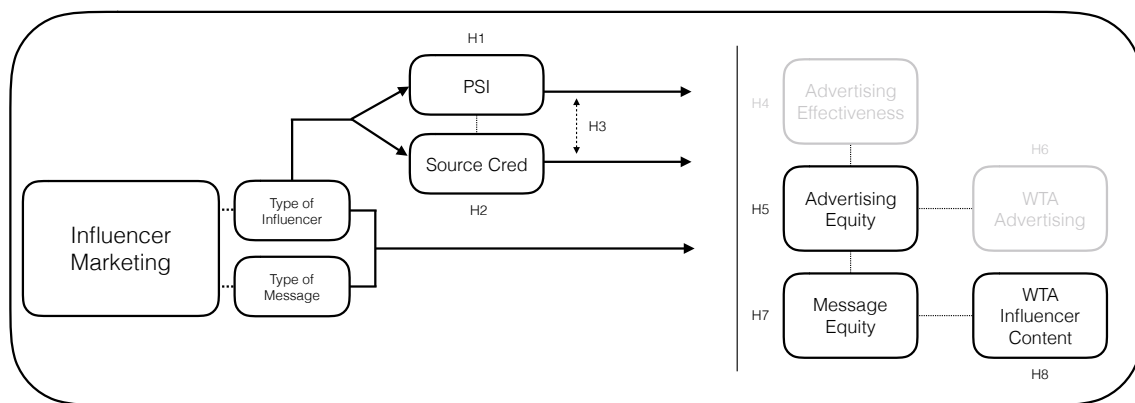 H1
PSI
H3
Source Cred
H2
Type of
Influencer
Influencer
Marketing
Type of
Message
H4
Advertising
Effectiveness
H6
H5
Advertising
Equity
WTA
Advertising
H7
Message
Equity
WTA
Influencer
Content
H8